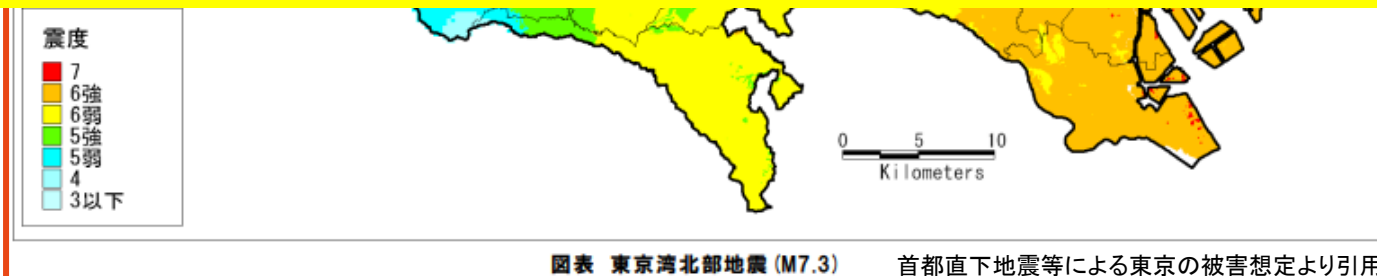 震度
7
6強
6弱
5強
5弱
4
3以下
0 5 10
Kilometers
図表 東京湾北部地震(M7.3) 首都直下地震等による東京の被害想定より引用